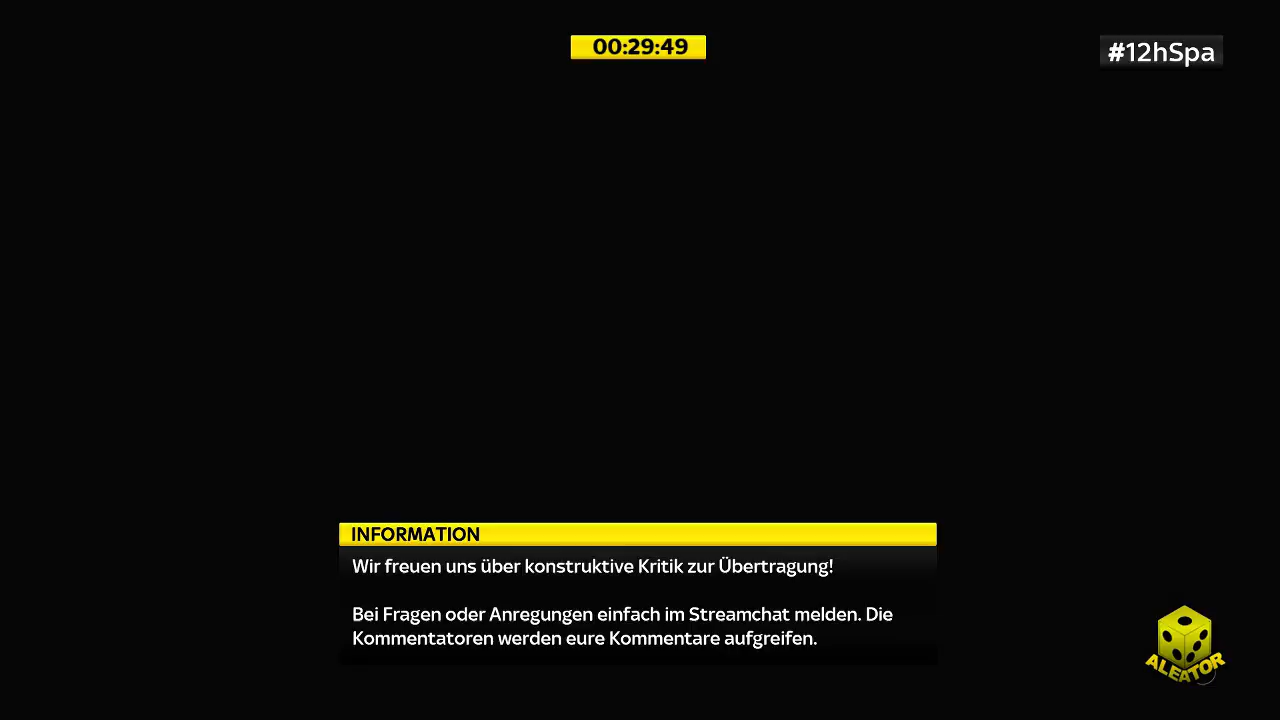 00:29:49
#12hSpa
INFORMATION
Wir freuen uns über konstruktive Kritik zur Übertragung!
Bei Fragen oder Anregungen einfach im Streamchat melden. Die
Kommentatoren werden eure Kommentare aufgreifen.
ALEATOR